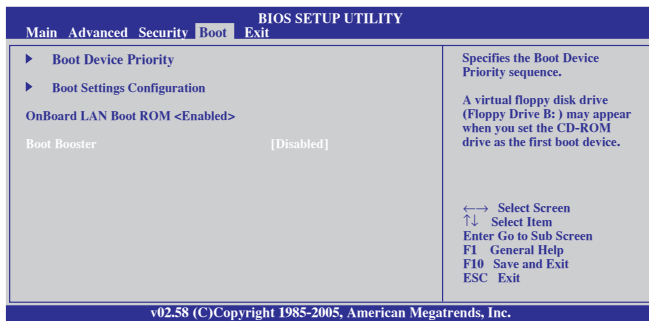 BIOS SETUP UTILITY
Main Advanced Security Boot Exit
Boot Device Priority
Boot Settings Configuration
OnBoard LAN Boot ROM <Enabled>
Boot Booster [Disabled]
Specifies the Boot Device
Priority sequence.
A virtual floppy disk drive
(Floppy Drive B: ) may appear
when you set the CD-ROM
drive as the first boot device.
←→ Select Screen
↑↓ Select Item
Enter Go to Sub Screen
F1 General Help
F10 Save and Exit
ESC Exit
v02.58 (C)Copyright 1985-2005, American Megatrends, Inc.